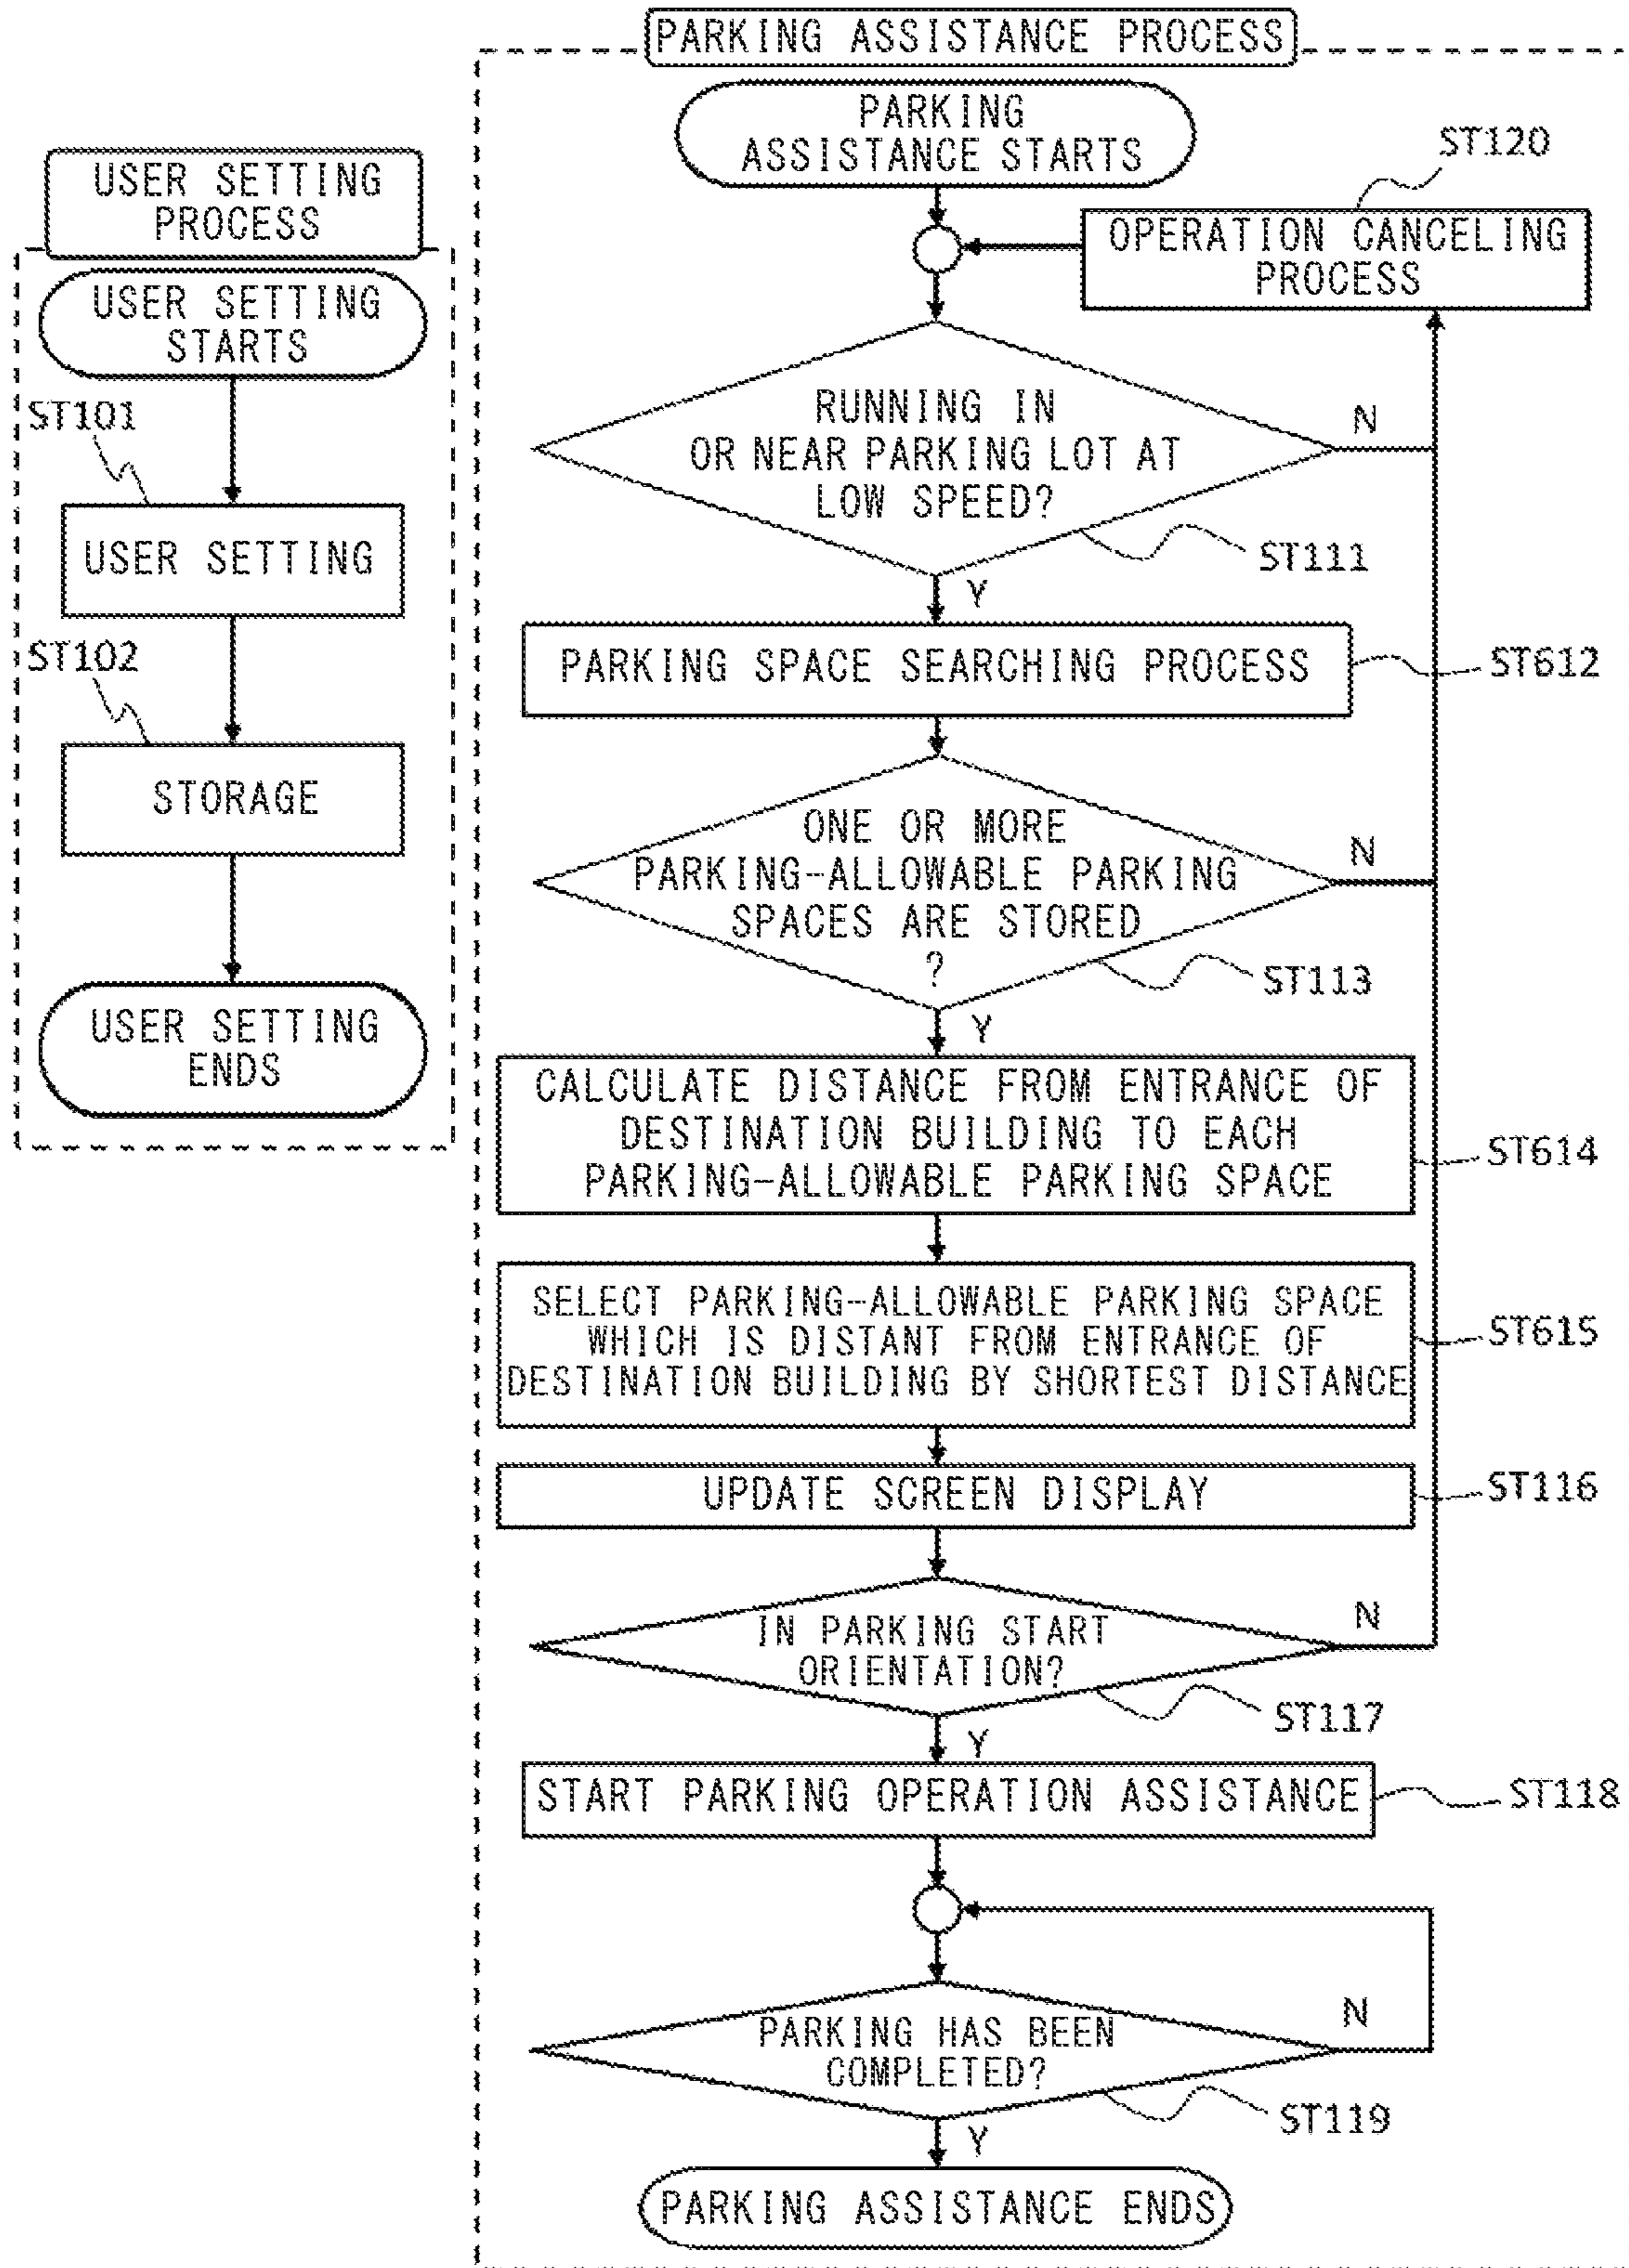 USER SETTING
PROCESS
USER SETTING
STARTS
ST101
USER SETTING
ST102
STORAGE
USER SETTING
ENDS
PARKING ASSISTANCE PROCESS
PARKING
ASSISTANCE STARTS
ST120
OPERATION CANCELING
PROCESS
RUNNING IN
OR NEAR PARKING LOT AT
LOW SPEED?
N
ST111
Y
PARKING SPACE SEARCHING PROCESS
ST612
ONE OR MORE
PARKING-ALLOWABLE PARKING
SPACES ARE STORED
?
N
ST113
Y
CALCULATE DISTANCE FROM ENTRANCE OF
DESTINATION BUILDING TO EACH
PARKING-ALLOWABLE PARKING SPACE
ST614
SELECT PARKING-ALLOWABLE PARKING SPACE
WHICH IS DISTANT FROM ENTRANCE OF
DESTINATION BUILDING BY SHORTEST DISTANCE
ST615
UPDATE SCREEN DISPLAY
ST116
IN PARKING START
ORIENTATION?
N
ST117
Y
START PARKING OPERATION ASSISTANCE
ST118
PARKING HAS BEEN
COMPLETED?
N
ST119
Y
PARKING ASSISTANCE ENDS